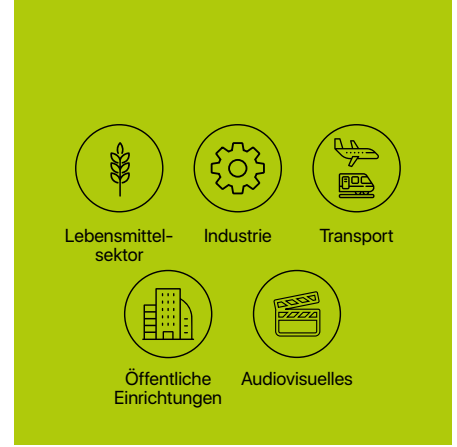 Lebensmittel-
sektor
Industrie
Transport
Öffentliche
Einrichtungen
Audiovisuelles